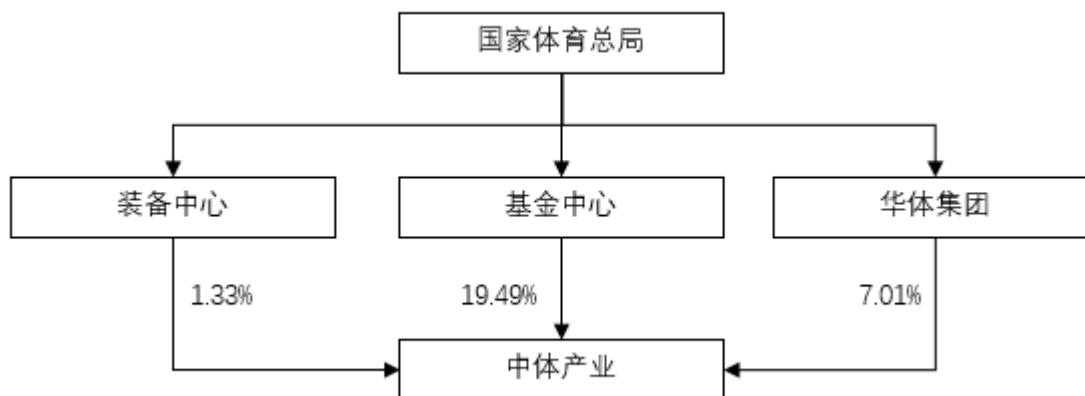 国家体育总局
装备中心
基金中心
华体集团
1.33%
19.49%
7.01%
中体产业